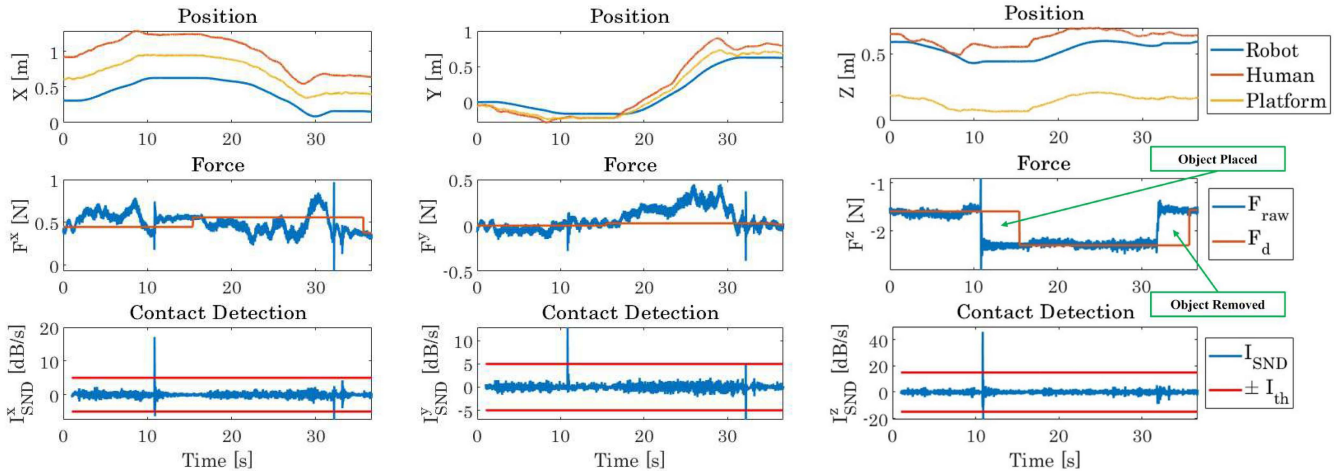 Position
X [m]
1
0.5
0
0 10 20 30
Position
Y [m]
1
0.5
0
0 10 20 30
Position
Z [m]
0.5
0
0 10 20 30
Robot
Human
Platform
Force
F^x [N]
1
0.5
0
0 10 20 30
Force
F^y [N]
0.5
0
-0.5
0 10 20 30
Force
F^z [N]
-1
-2
0 10 20 30
Object Placed
F_raw
F_d
Object Removed
Contact Detection
I^x_SND [dB/s]
20
15
10
5
0
-5
0 10 20 30
Time [s]
Contact Detection
I^y_SND [dB/s]
10
5
0
-5
0 10 20 30
Time [s]
Contact Detection
I^z_SND [dB/s]
40
20
0
-20
0 10 20 30
Time [s]
I_SND
± I_th